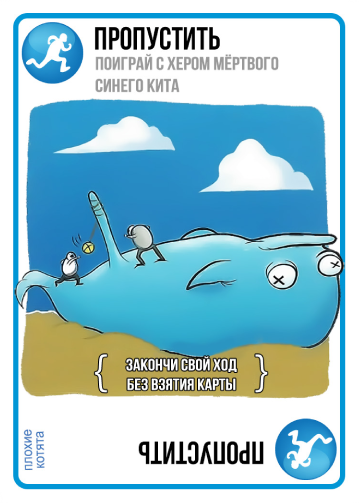 ПРОПУСТИТЬ
ПОИГРАЙ С ХЕРОМ МЁРТВОГО
СИНЕГО КИТА
ЗАКОНЧИ СВОЙ ХОД
БЕЗ ВЗЯТИЯ КАРТЫ
плохие
котята
ПРОПУСТИТЬ